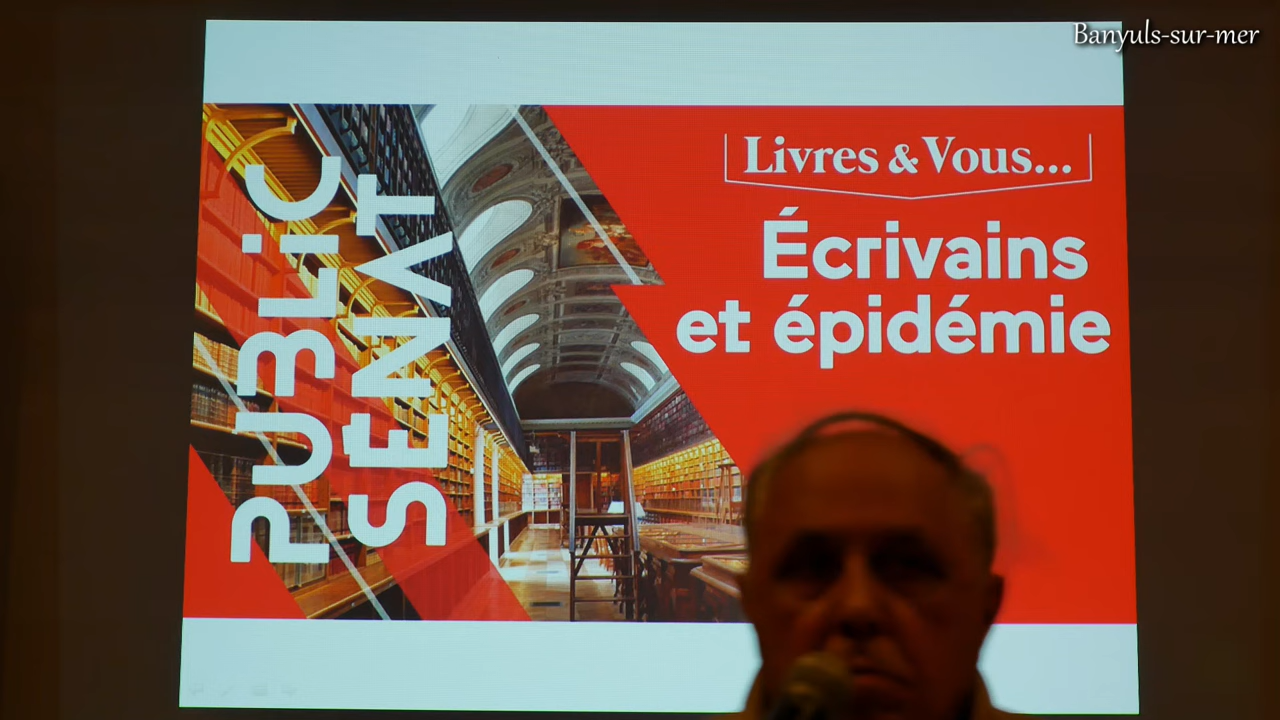 Banyuls-sur-mer
PUBLiC
SÉNAT
Livres & Vous...
Écrivains
et épidémie